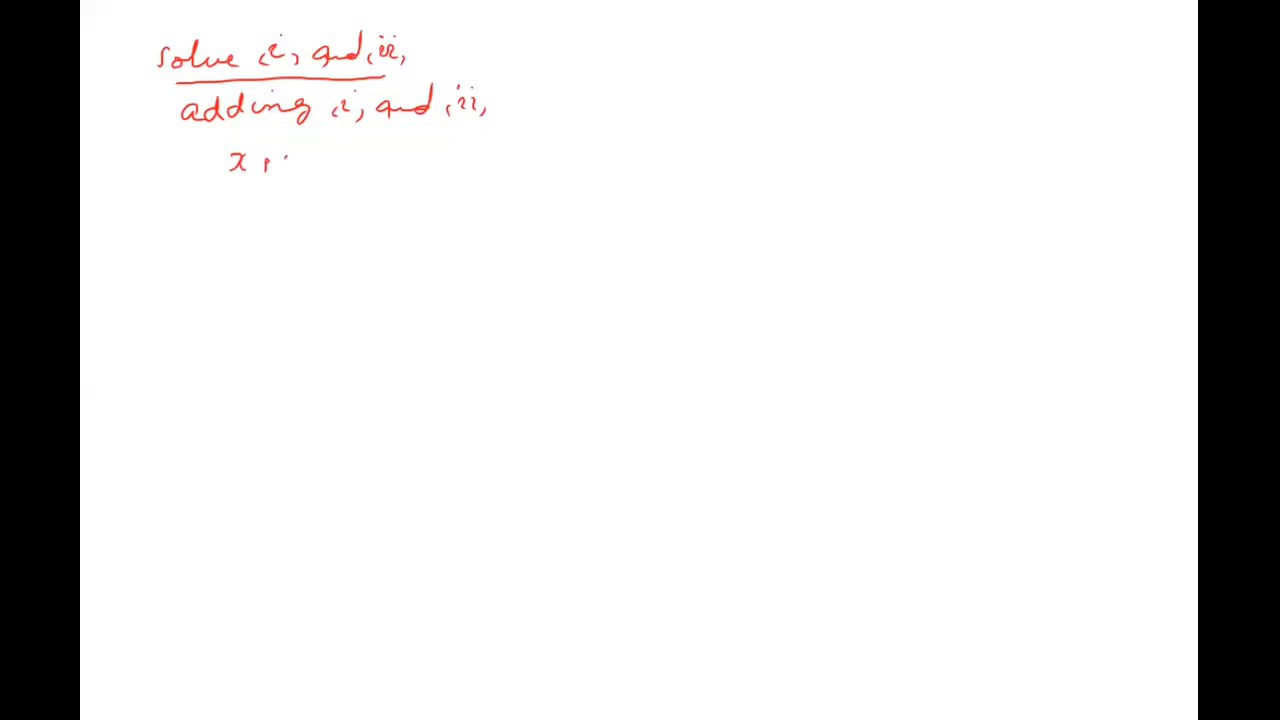 solve (i) and (ii)
adding (i) and (ii)
x